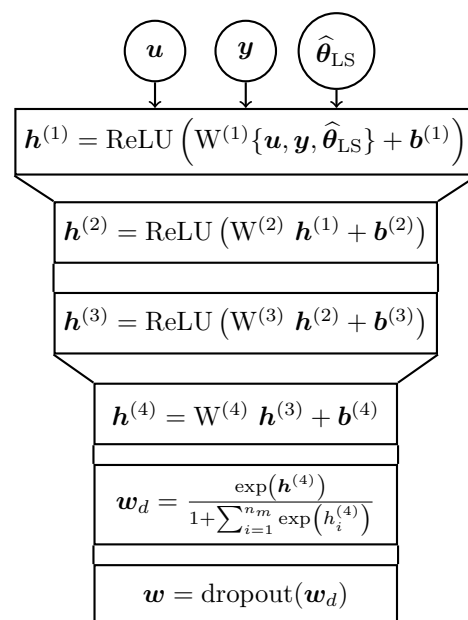 u y θ̂_LS
h^(1) = ReLU(W^(1){u, y, θ̂_LS} + b^(1))
h^(2) = ReLU(W^(2) h^(1) + b^(2))
h^(3) = ReLU(W^(3) h^(2) + b^(3))
h^(4) = W^(4) h^(3) + b^(4)
w_d = exp(h^(4)) / (1+∑_{i=1}^{n_m} exp(h_i^(4)))
w = dropout(w_d)